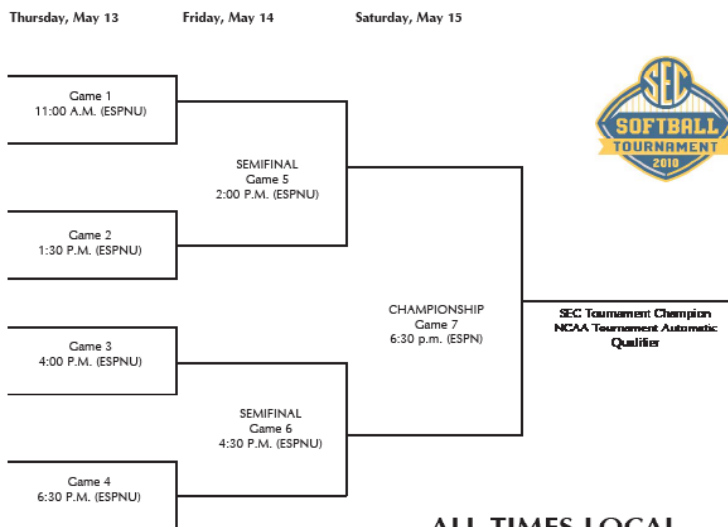 Thursday, May 13
Friday, May 14
Saturday, May 15
Game 1
11:00 A.M. (ESPNU)
SEC
SOFTBALL
TOURNAMENT
2010
SEMIFINAL
Game 5
2:00 P.M. (ESPNU)
Game 2
1:30 P.M. (ESPNU)
CHAMPIONSHIP
Game 7
6:30 p.m. (ESPN)
SEC Tournament Champion
NCAA Tournament Automatic
Qualifier
Game 3
4:00 P.M. (ESPNU)
SEMIFINAL
Game 6
4:30 P.M. (ESPNU)
Game 4
6:30 P.M. (ESPNU)
ALL TIMES LOCAL